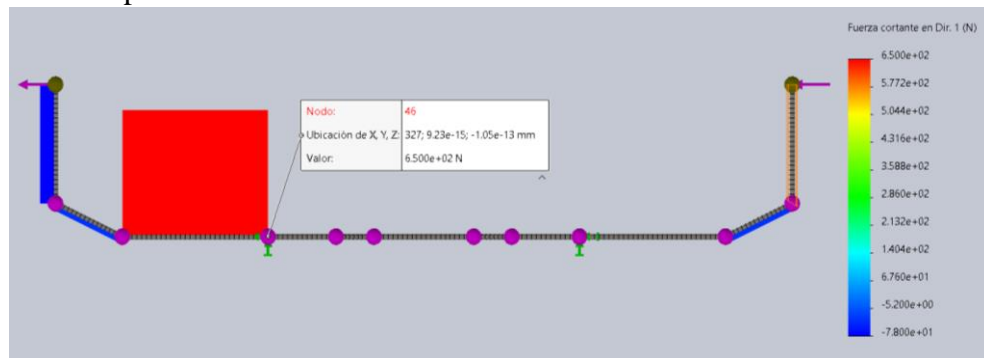 Fuerza cortante en Dir. 1 (N)
6.500e+02
5.772e+02
5.044e+02
4.316e+02
3.588e+02
2.860e+02
2.132e+02
1.404e+02
6.760e+01
-5.200e+00
-7.800e+01
Nodo: 46
Ubicación de X, Y, Z: 327; 9.23e-15; -1.05e-13 mm
Valor: 6.500e+02 N